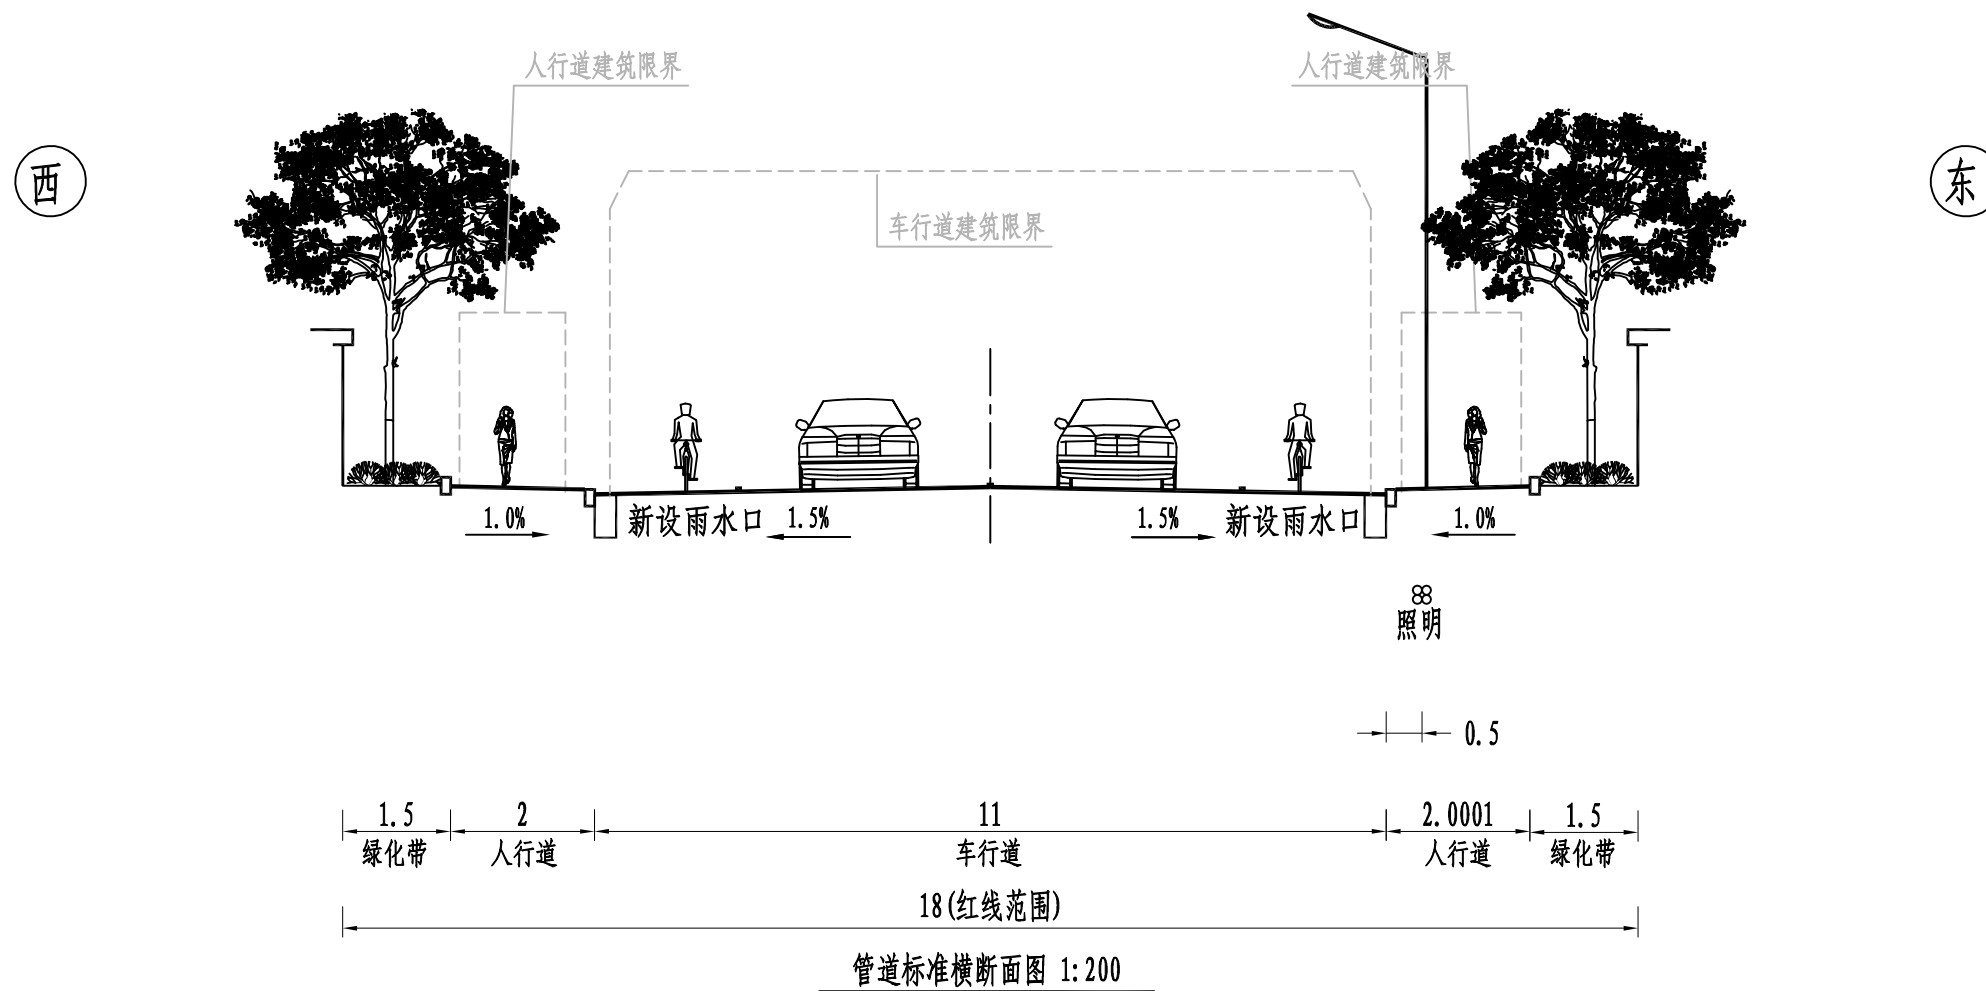 人行道建筑限界
人行道建筑限界
西
东
车行道建筑限界
1.0%
新设雨水口
1.5%
1.5%
新设雨水口
1.0%
照明
0.5
1.5
2
11
2.0001
1.5
绿化带
人行道
车行道
人行道
绿化带
18(红线范围)
管道标准横断面图 1:200